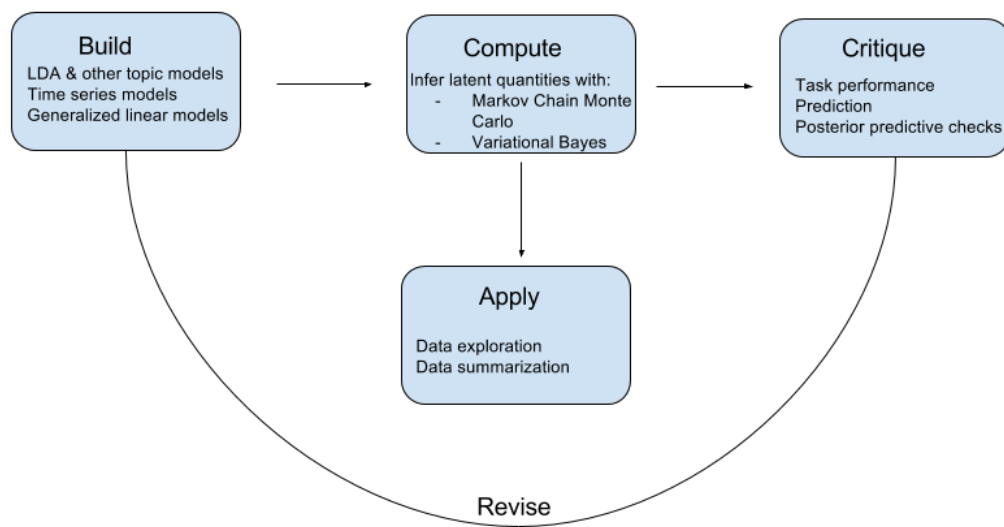 Build
LDA & other topic models
Time series models
Generalized linear models
Compute
Infer latent quantities with:
- Markov Chain Monte
Carlo
- Variational Bayes
Critique
Task performance
Prediction
Posterior predictive checks
Apply
Data exploration
Data summarization
Revise